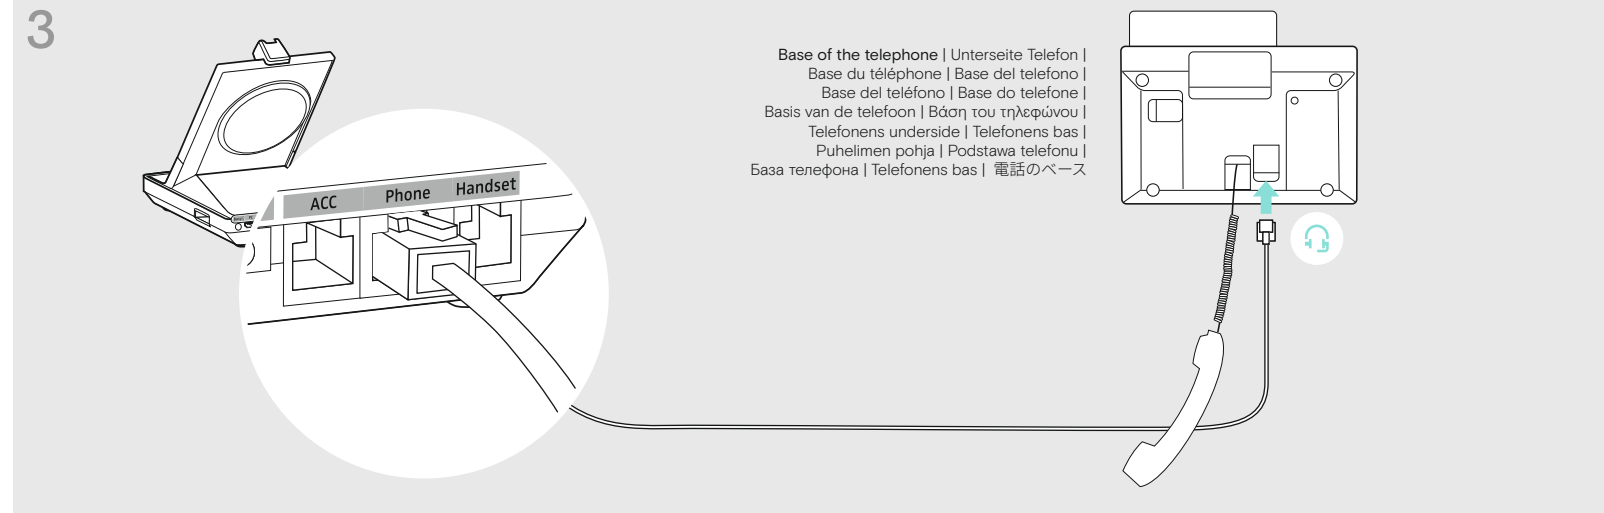 3
Base of the telephone | Unterseite Telefon |
Base du téléphone | Base del telefono |
Base del teléfono | Base do telefone |
Basis van de telefoon | Βάση του τηλεφώνου |
Telefonens underside | Telefonens bas |
Puhelimen pohja | Podstawa telefonu |
База телефона | Telefonens bas | 電話のベース
ACC Phone Handset